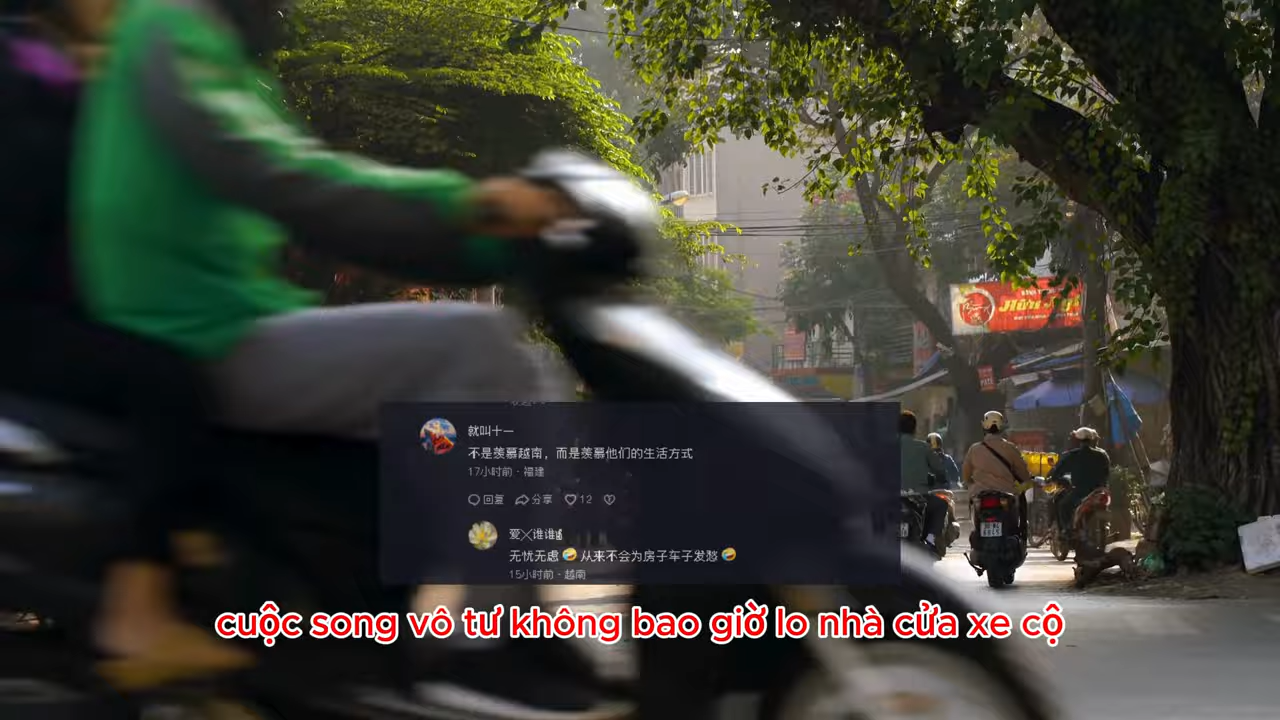 就叫十一
不是羡慕越南，而是羡慕他们的生活方式
17小时前 · 福建
回复 分享 12
无忧无虑🤣从来不会为房子车子发愁🤣
15小时前 · 越南
cuộc song vô tư không bao giờ lo nhà cửa xe cộ